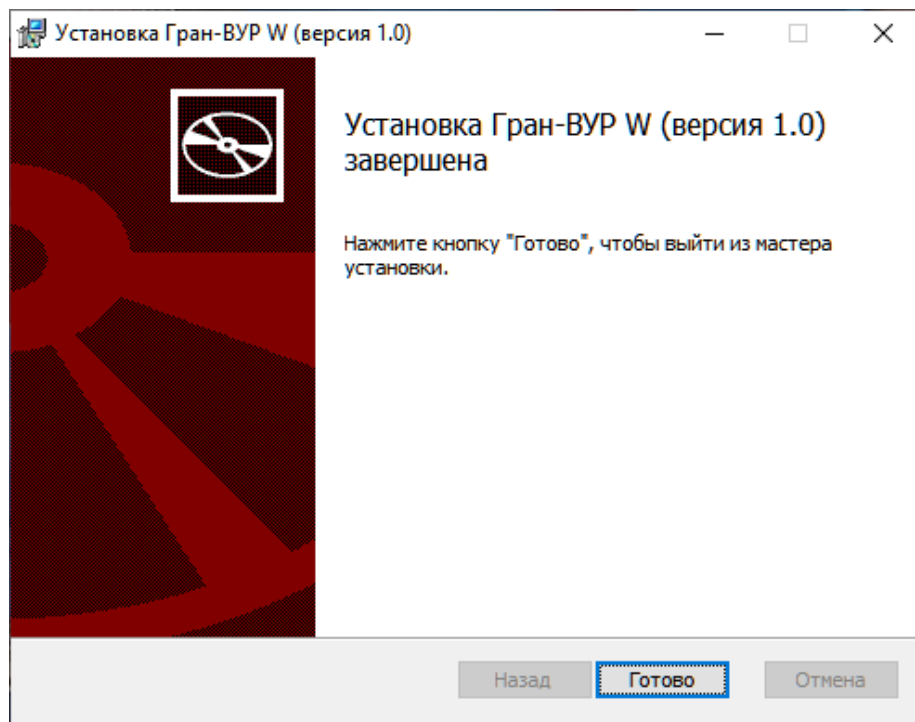 Установка Гран-ВУР W (версия 1.0)
Установка Гран-ВУР W (версия 1.0)
завершена
Нажмите кнопку "Готово", чтобы выйти из мастера
установки.
Назад
Готово
Отмена